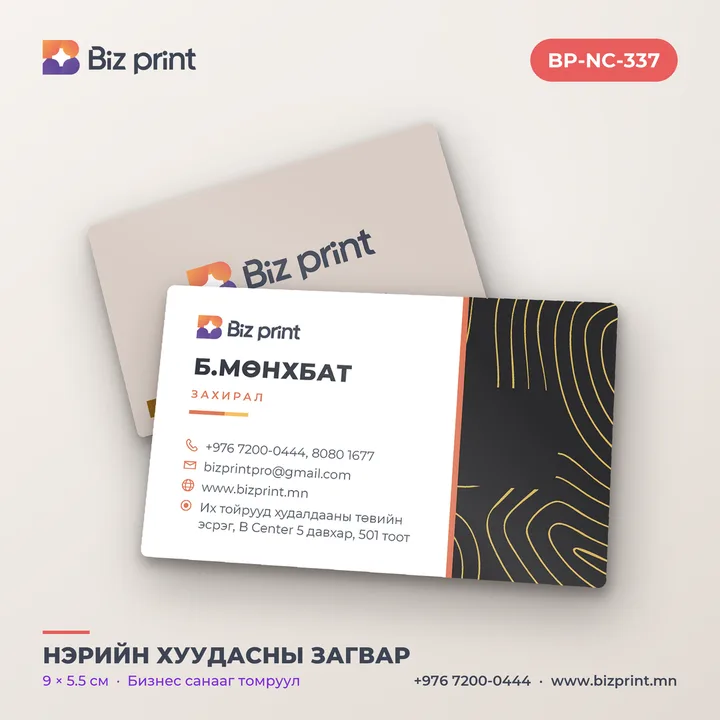 Biz print
BP-NC-337
Biz print
Biz print
Б.МӨНХБАТ
ЗАХИРАЛ
+976 7200-0444, 8080 1677
bizprintpro@gmail.com
www.bizprint.mn
Их тойрууд худалдааны төвийн
эсрэг, B Center 5 давхар, 501 тоот
НЭРИЙН ХУУДАСНЫ ЗАГВАР
9 × 5.5 см · Бизнес санааг томруул
+976 7200-0444 · www.bizprint.mn